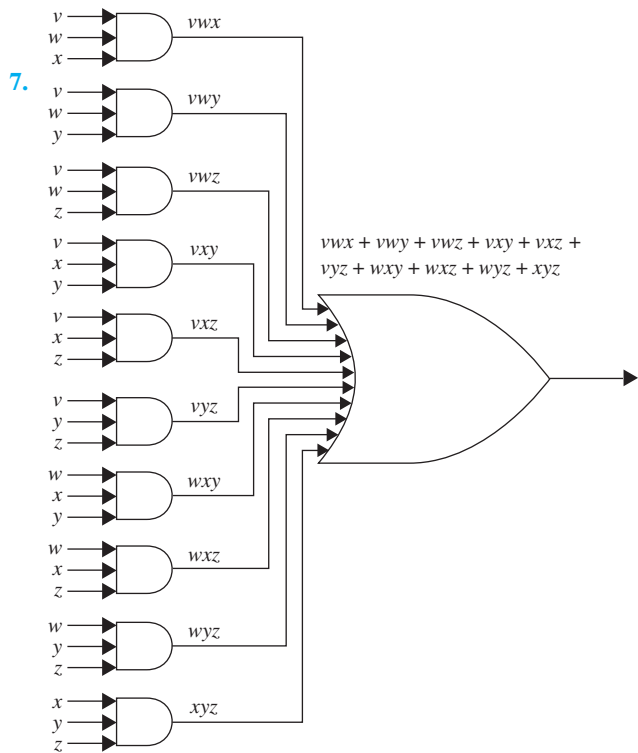 7.
v
w
x
vwx
v
w
y
vwy
v
w
z
vwz
v
x
y
vxy
v
x
z
vxz
v
y
z
vyz
w
x
y
wxy
w
x
z
wxz
w
y
z
wyz
x
y
z
xyz
vwx + vwy + vwz + vxy + vxz +
vyz + wxy + wxz + wyz + xyz